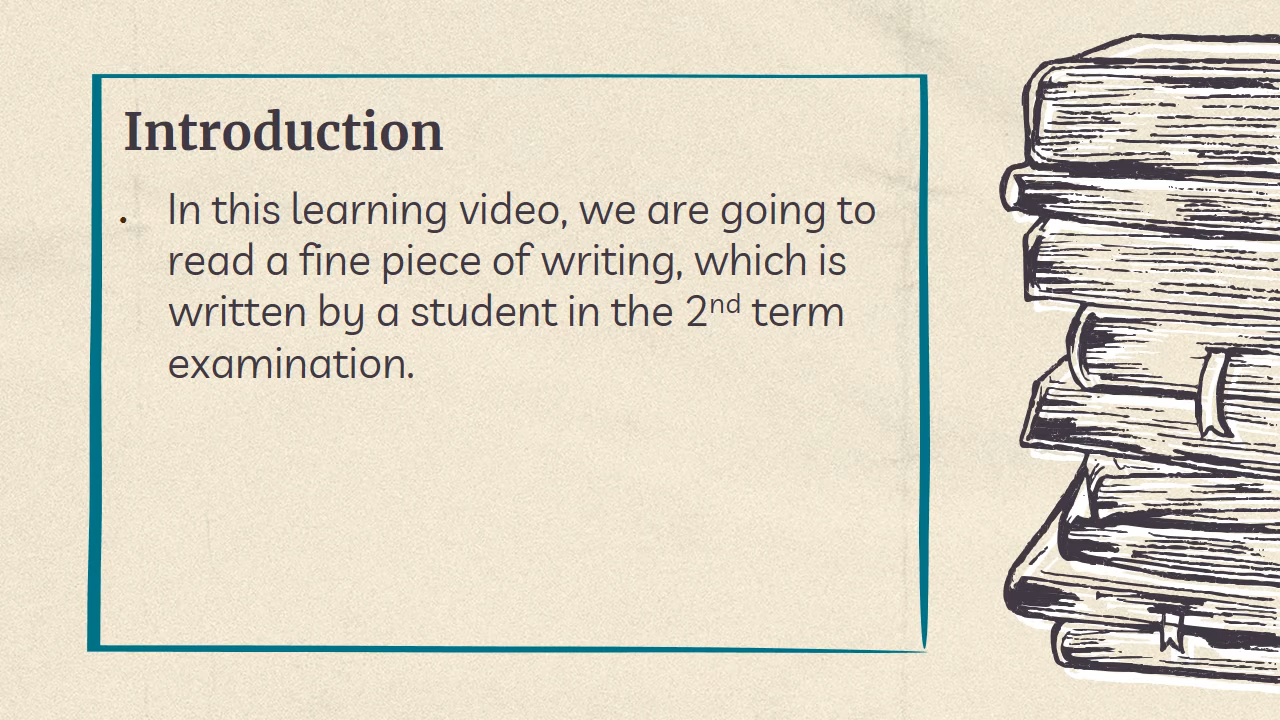 Introduction
. In this learning video, we are going to
read a fine piece of writing, which is
written by a student in the 2nd term
examination.